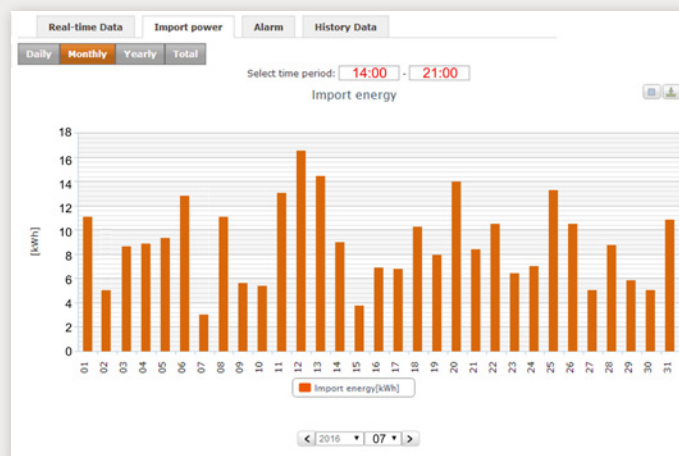 Real-time Data Import power Alarm History Data
Daily Monthly Yearly Total
Select time period: 14:00 - 21:00
Import energy
18
16
14
12
10
8
6
4
2
0
[kWh]
01 02 03 04 05 06 07 08 09 10 11 12 13 14 15 16 17 18 19 20 21 22 23 24 25 26 27 28 29 30 31
Import energy[kWh]
< 2016 ▼ 07 ▼ >